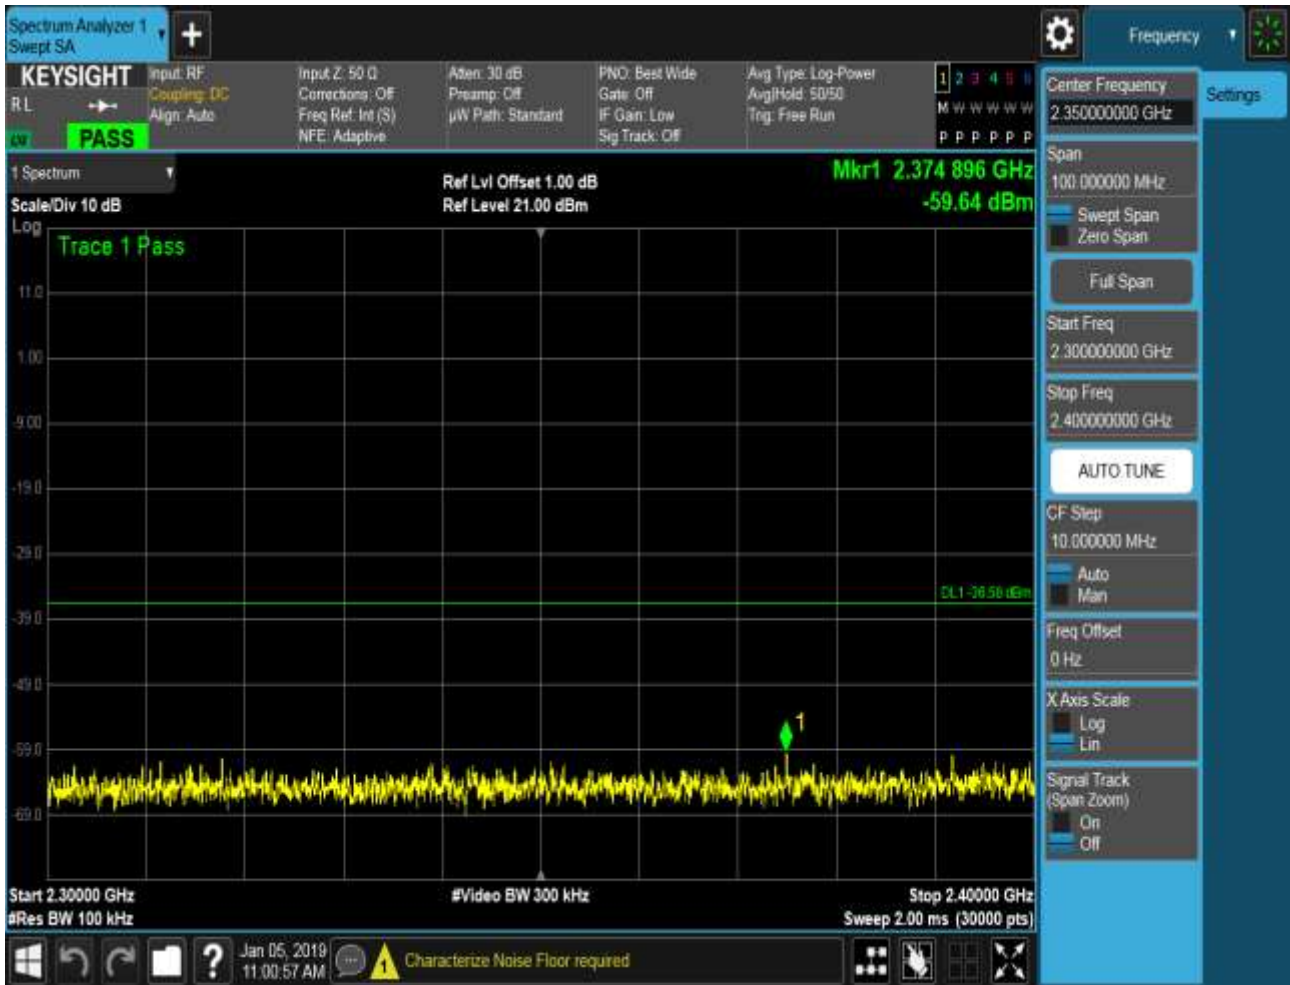 Spectrum Analyzer 1
Swept SA
+
Frequency
KEYSIGHT
Input: RF
Coupling: DC
Align: Auto
RL
PASS
Input Z: 50 Ω
Corrections: Off
Freq Ref: Int (S)
NFE: Adaptive
Atten: 30 dB
Preamp: Off
µW Path: Standard
PNO: Best Wide
Gate: Off
IF Gain: Low
Sig Track: Off
Avg Type: Log-Power
Avg|Hold: 50/50
Trig: Free Run
1 2 3 4 5 6
M W W W W W
P P P P P P
1 Spectrum
Scale/Div 10 dB
Ref Lvl Offset 1.00 dB
Ref Level 21.00 dBm
Mkr1 2.374 896 GHz
-59.64 dBm
Log
Trace 1 Pass
11.0
1.00
-9.00
-19.0
-29.0
DL1 -36.58 dBm
-39.0
-49.0
1
-59.0
-69.0
Start 2.30000 GHz
#Res BW 100 kHz
#Video BW 300 kHz
Stop 2.40000 GHz
Sweep 2.00 ms (30000 pts)
?
Jan 05, 2019
11:00:57 AM
1
Characterize Noise Floor required
Center Frequency
2.350000000 GHz
Settings
Span
100.000000 MHz
Swept Span
Zero Span
Full Span
Start Freq
2.300000000 GHz
Stop Freq
2.400000000 GHz
AUTO TUNE
CF Step
10.000000 MHz
Auto
Man
Freq Offset
0 Hz
X Axis Scale
Log
Lin
Signal Track
(Span Zoom)
On
Off